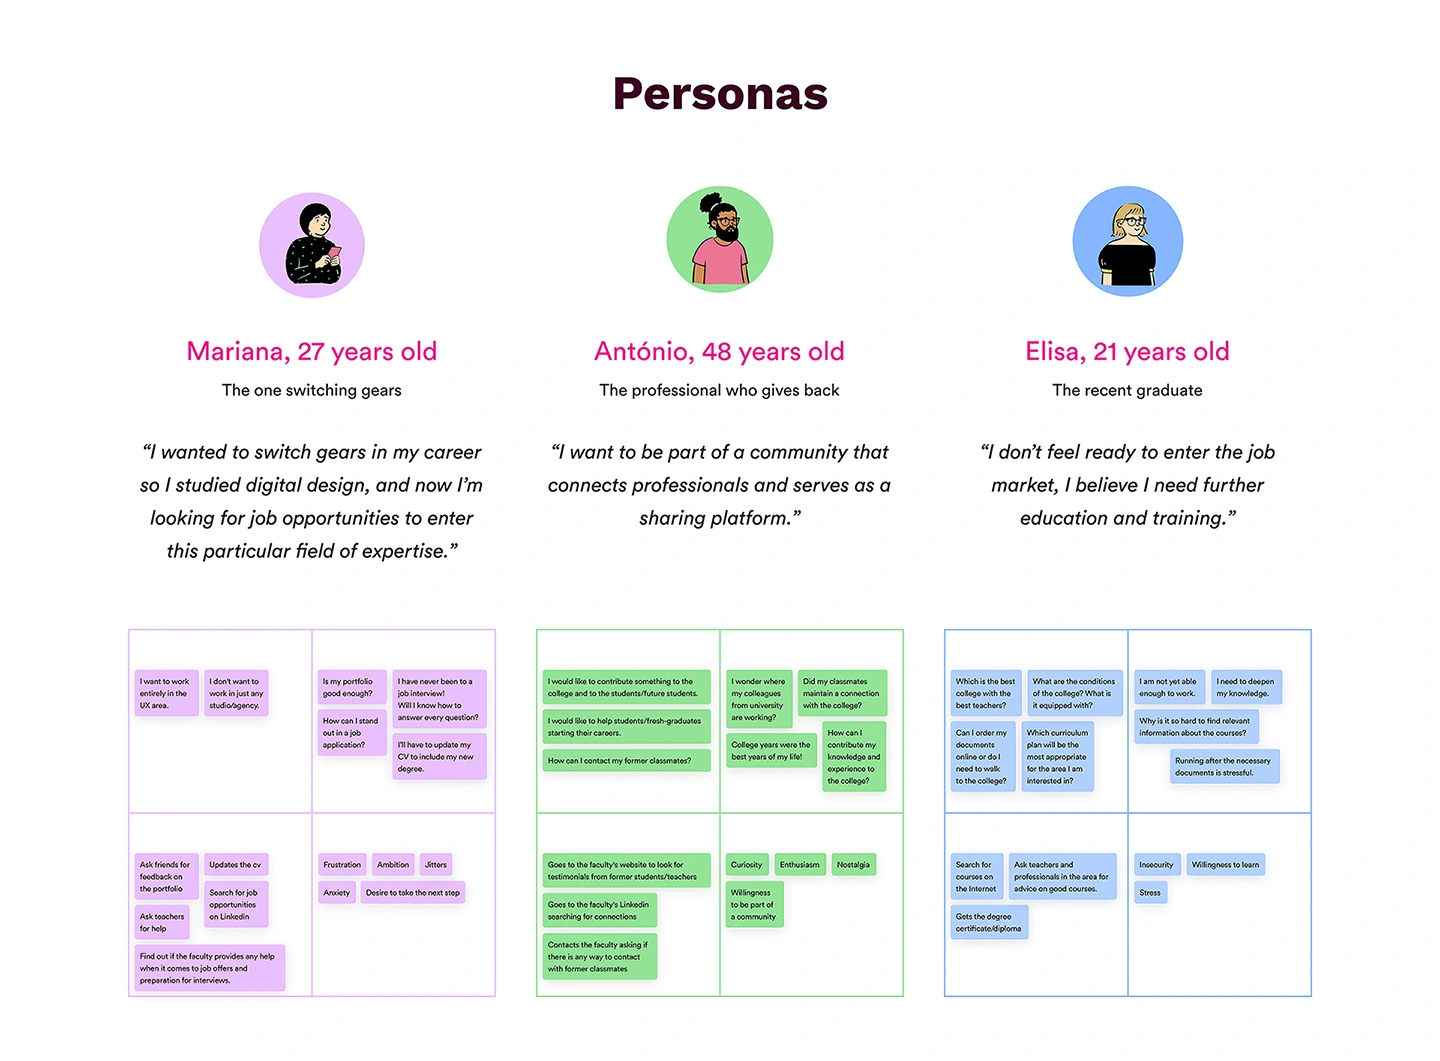 Personas
Mariana, 27 years old
The one switching gears
“I wanted to switch gears in my career
so I studied digital design, and now I’m
looking for job opportunities to enter
this particular field of expertise.”
I want to work
entirely in the
UX area.
I don't want to
work in just any
studio/agency.
Is my portfolio
good enough?
I have never been to a
job interview!
Will I know how to
answer every question?
How can I stand
out in a job
application?
I'll have to update my
CV to include my new
degree.
Ask friends for
feedback on
the portfolio
Updates the cv
Search for job
opportunities
on Linkedin
Ask teachers
for help
Find out if the faculty provides any help
when it comes to job offers and
preparation for interviews.
Frustration
Ambition
Jitters
Anxiety
Desire to take the next step
António, 48 years old
The professional who gives back
“I want to be part of a community that
connects professionals and serves as a
sharing platform.”
I would like to contribute something to the
college and to the students/future students.
I would like to help students/fresh-graduates
starting their careers.
How can I contact my former classmates?
I wonder where
my colleagues
from university
are working?
Did my classmates
maintain a connection
with the college?
College years were the
best years of my life!
How can I
contribute my
knowledge and
experience to
the college?
Goes to the faculty's website to look for
testimonials from former students/teachers
Goes to the faculty's Linkedin
searching for connections
Contacts the faculty asking if
there is any way to contact
with former classmates
Curiosity
Enthusiasm
Nostalgia
Willingness
to be part of
a community
Elisa, 21 years old
The recent graduate
“I don’t feel ready to enter the job
market, I believe I need further
education and training.”
Which is the best
college with the
best teachers?
What are the conditions
of the college? What is
it equipped with?
Can I order my
documents
online or do I
need to walk
to the college?
Which curriculum
plan will be the
most appropriate
for the area I am
interested in?
I am not yet able
enough to work.
I need to deepen
my knowledge.
Why is it so hard to find relevant
information about the courses?
Running after the necessary
documents is stressful.
Search for
courses on
the Internet
Ask teachers and
professionals in the area for
advice on good courses.
Gets the degree
certificate/diploma
Insecurity
Willingness to learn
Stress